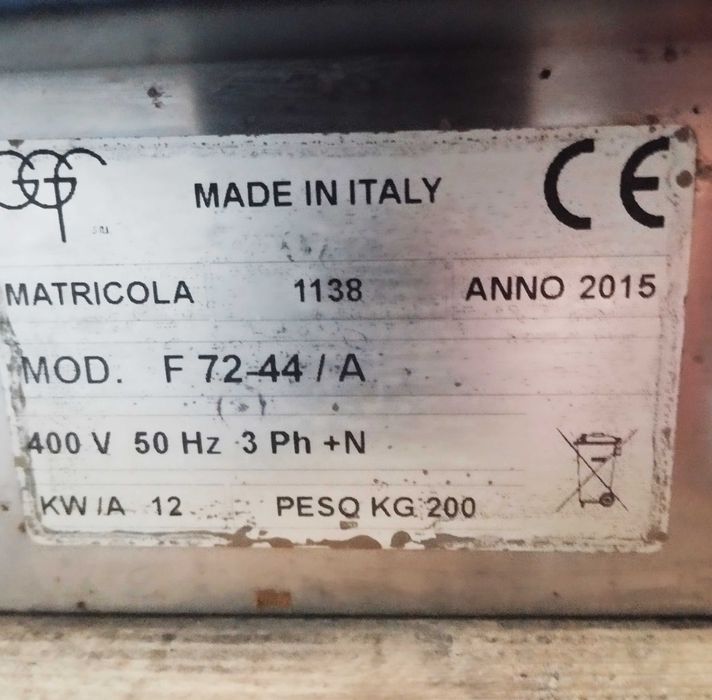 GGF
MADE IN ITALY CE
MATRICOLA 1138 ANNO 2015
MOD. F 72-44 / A
400 V 50 Hz 3 Ph +N
KW /A 12 PESO KG 200